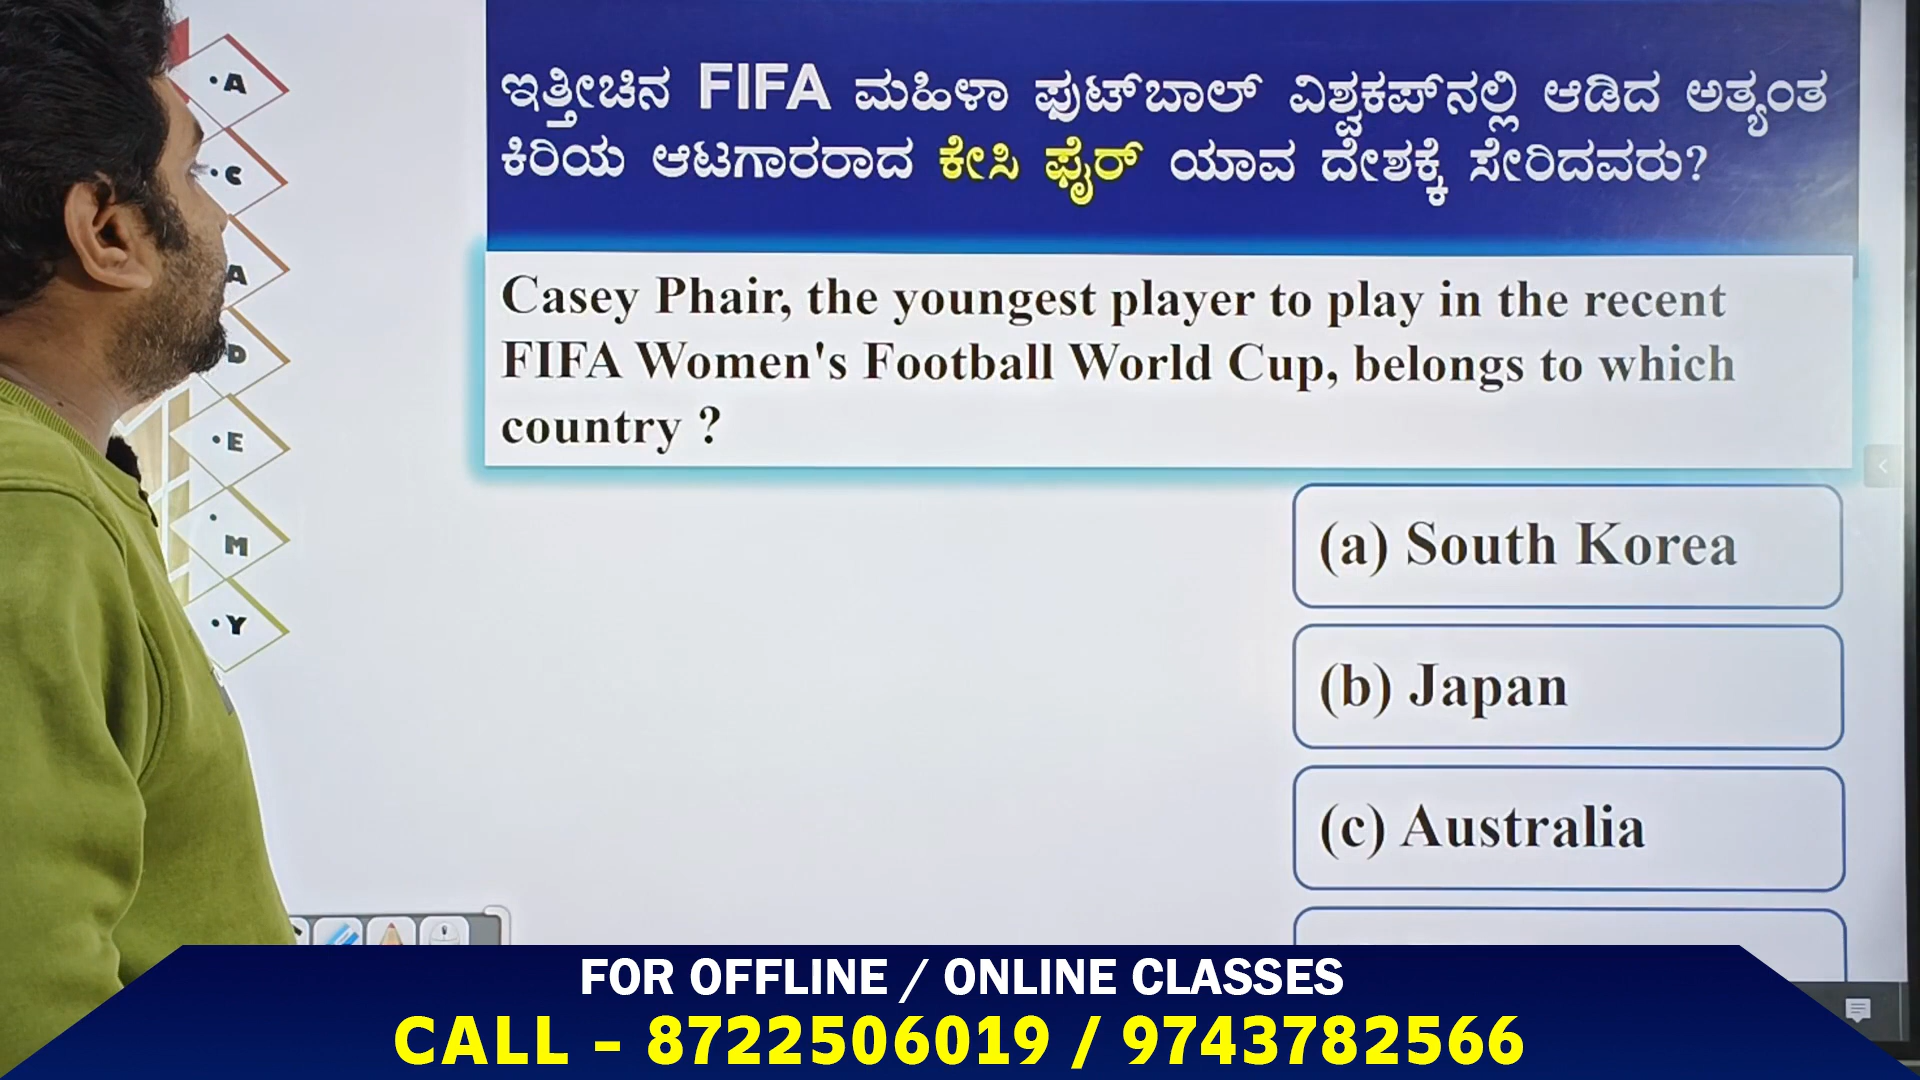 •A
•C
A
D
•E
•
M
•Y
ಇತ್ತೀಚಿನ FIFA ಮಹಿಳಾ ಫುಟ್‌ಬಾಲ್ ವಿಶ್ವಕಪ್‌ನಲ್ಲಿ ಆಡಿದ ಅತ್ಯಂತ
ಕಿರಿಯ ಆಟಗಾರರಾದ ಕೇಸಿ ಫೈರ್ ಯಾವ ದೇಶಕ್ಕೆ ಸೇರಿದವರು?
Casey Phair, the youngest player to play in the recent
FIFA Women's Football World Cup, belongs to which
country ?
(a) South Korea
(b) Japan
(c) Australia
FOR OFFLINE / ONLINE CLASSES
CALL – 8722506019 / 9743782566